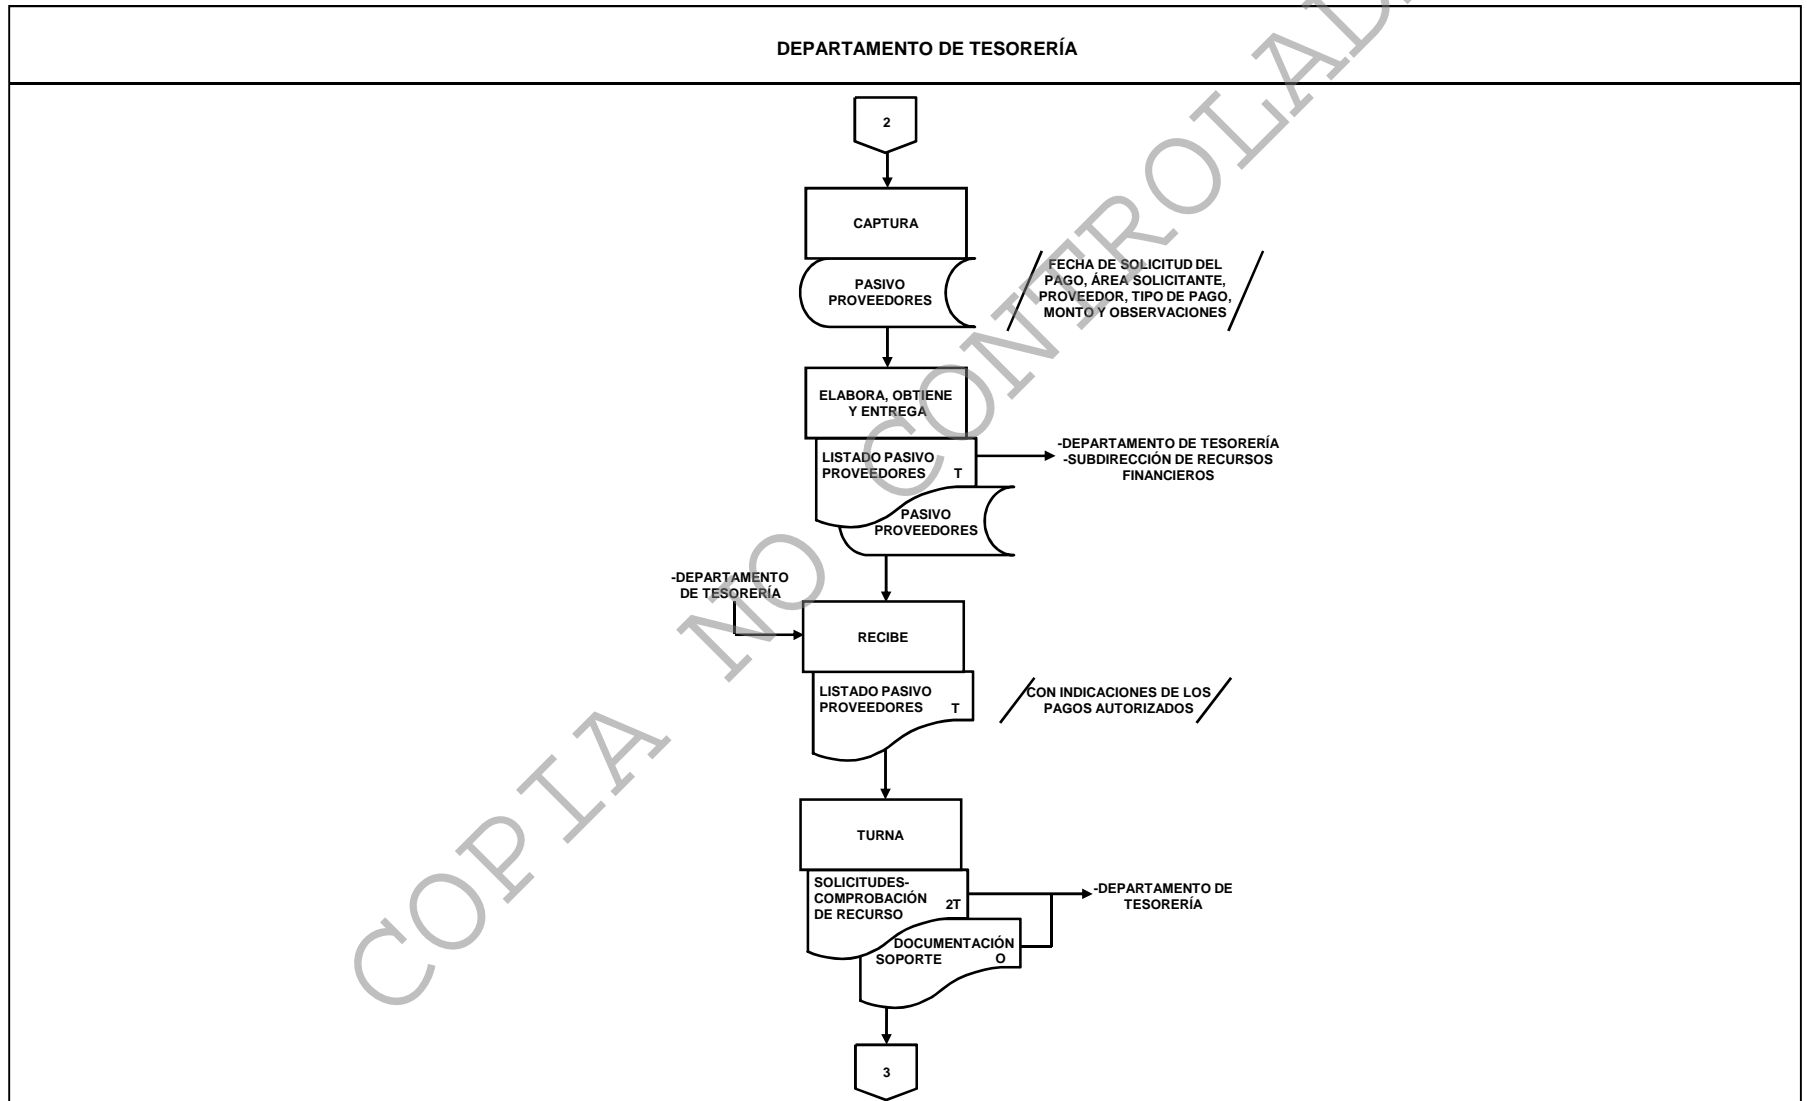 DEPARTAMENTO DE TESORERÍA
2
CAPTURA
PASIVO
PROVEEDORES
FECHA DE SOLICITUD DEL
PAGO, ÁREA SOLICITANTE,
PROVEEDOR, TIPO DE PAGO,
MONTO Y OBSERVACIONES
ELABORA, OBTIENE
Y ENTREGA
LISTADO PASIVO
PROVEEDORES T
-DEPARTAMENTO DE TESORERÍA
-SUBDIRECCIÓN DE RECURSOS
FINANCIEROS
PASIVO
PROVEEDORES
-DEPARTAMENTO
DE TESORERÍA
RECIBE
LISTADO PASIVO
PROVEEDORES T
CON INDICACIONES DE LOS
PAGOS AUTORIZADOS
TURNA
SOLICITUDES-
COMPROBACIÓN
DE RECURSO 2T
-DEPARTAMENTO DE
TESORERÍA
DOCUMENTACIÓN
SOPORTE O
3
COPIA NO CONTROLAD